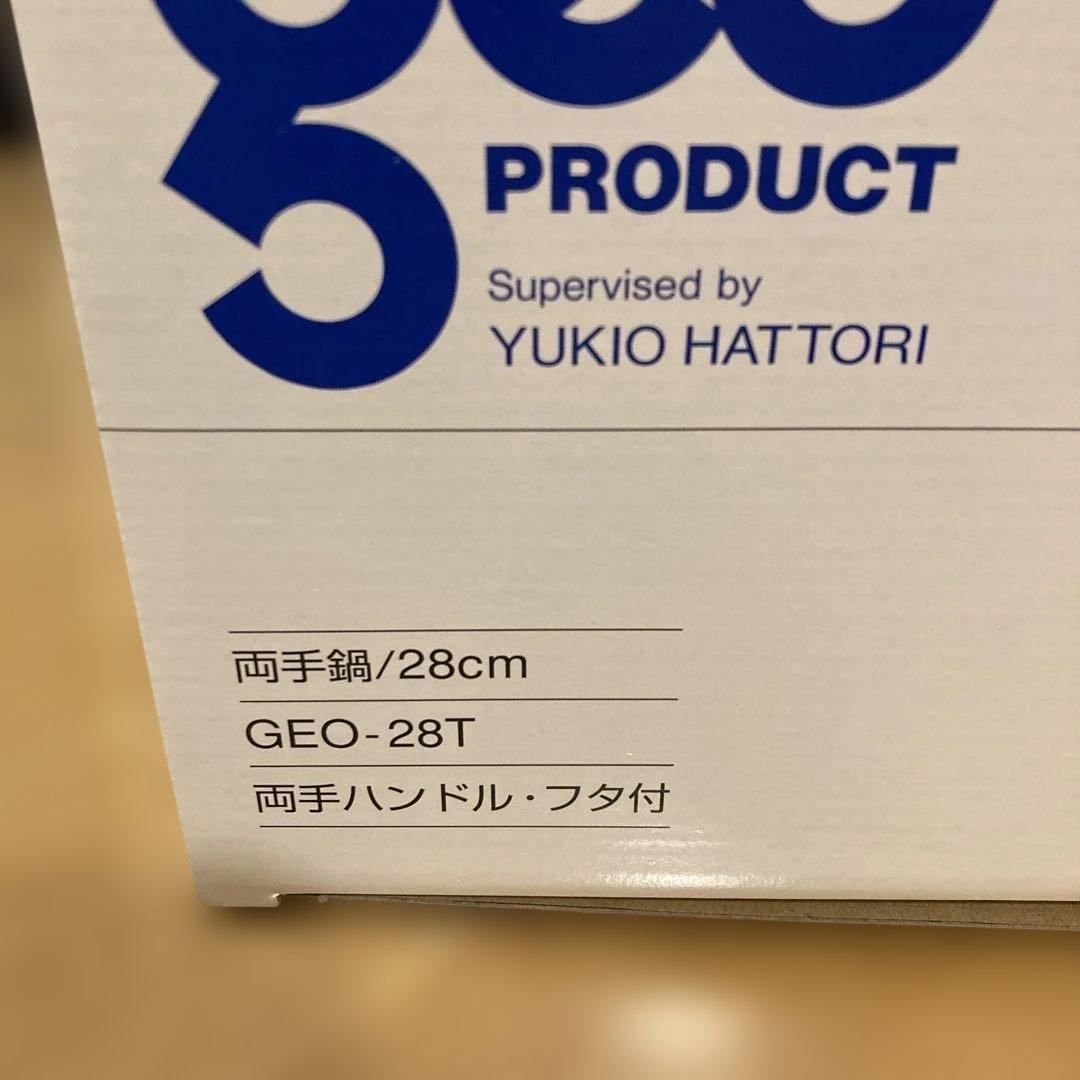 geo
PRODUCT
Supervised by
YUKIO HATTORI
両手鍋/28cm
GEO-28T
両手ハンドル・フタ付